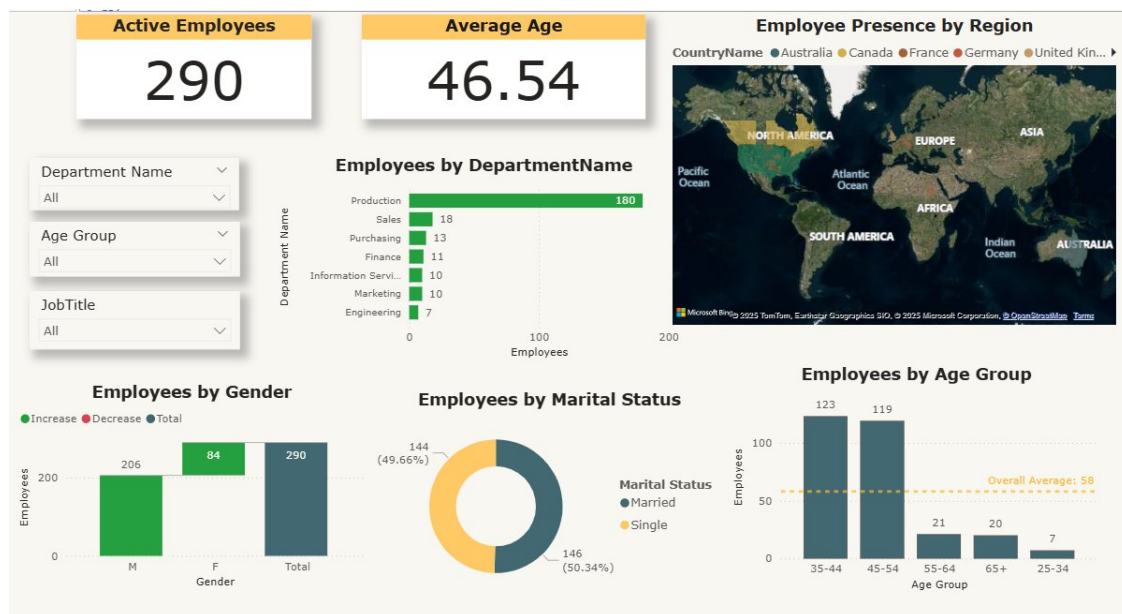 Active Employees
290
Average Age
46.54
Employee Presence by Region
CountryName Australia Canada France Germany United Kin...
NORTH AMERICA
EUROPE
ASIA
Pacific
Ocean
Atlantic
Ocean
AFRICA
SOUTH AMERICA
Indian
Ocean
AUSTRALIA
Microsoft Bing
© 2025 TomTom, Earthstar Geographics SIO, © 2025 Microsoft Corporation, © OpenStreetMap Terms
Department Name
All
Age Group
All
JobTitle
All
Employees by DepartmentName
Department Name
Production 180
Sales 18
Purchasing 13
Finance 11
Information Servi... 10
Marketing 10
Engineering 7
0 100 200
Employees
Employees by Gender
Increase Decrease Total
Employees
200
0
206 84 290
M F Total
Gender
Employees by Marital Status
144
(49.66%)
146
(50.34%)
Marital Status
Married
Single
Employees by Age Group
Employees
100
50
0
123 119 21 20 7
Overall Average: 58
35-44 45-54 55-64 65+ 25-34
Age Group